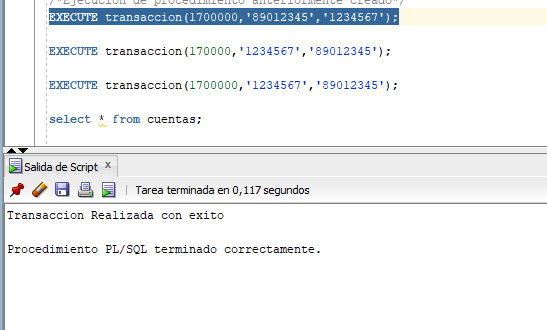 /*Ejecucion de procedimiento anteriormente creado*/
EXECUTE transaccion(1700000,'89012345','1234567');
EXECUTE transaccion(170000,'1234567','89012345');
EXECUTE transaccion(1700000,'1234567','89012345');
select * from cuentas;
Salida de Script x
Tarea terminada en 0,117 segundos
Transaccion Realizada con exito
Procedimiento PL/SQL terminado correctamente.